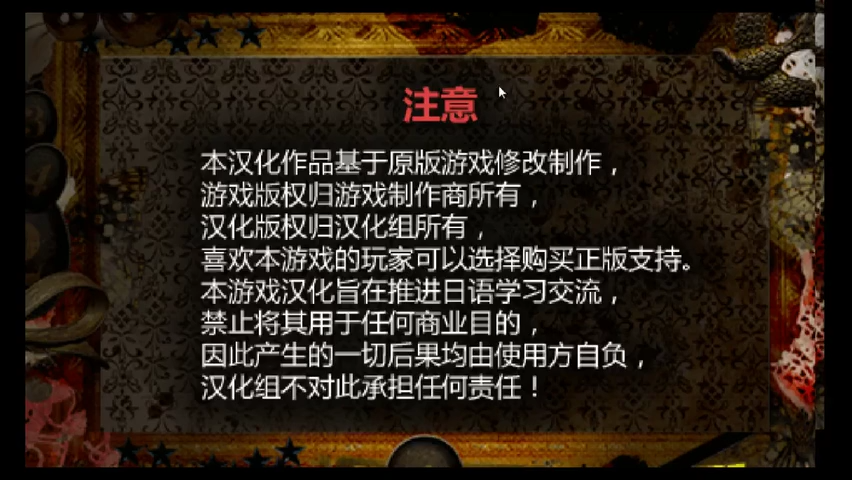 注意
本汉化作品基于原版游戏修改制作，
游戏版权归游戏制作商所有，
汉化版权归汉化组所有，
喜欢本游戏的玩家可以选择购买正版支持。
本游戏汉化旨在推进日语学习交流，
禁止将其用于任何商业目的，
因此产生的一切后果均由使用方自负，
汉化组不对此承担任何责任！